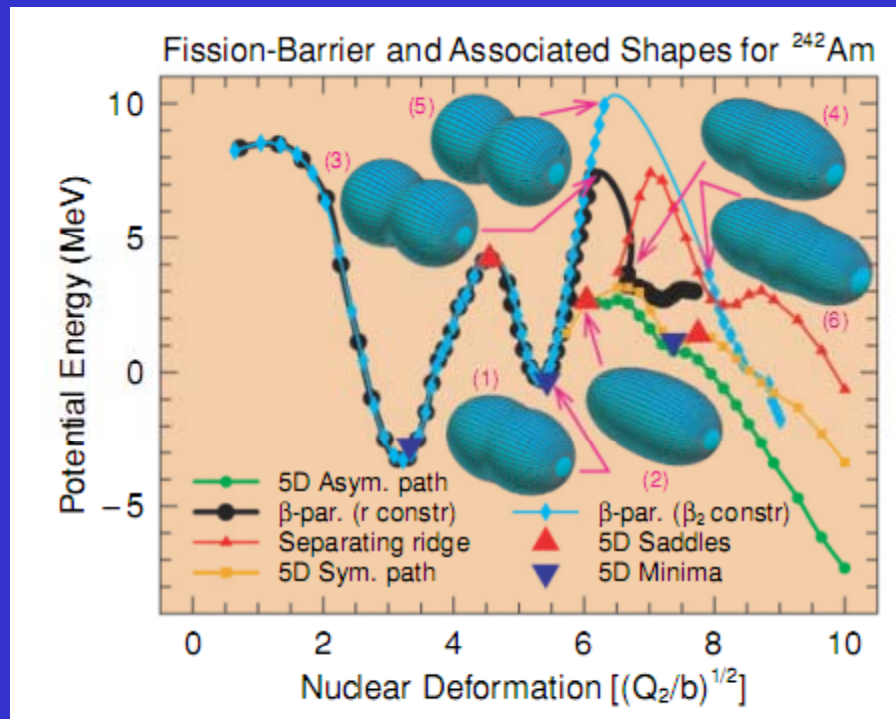 Fission-Barrier and Associated Shapes for ²⁴²Am
Potential Energy (MeV)
10
5
0
−5
(5)
(4)
(3)
(6)
(1)
(2)
5D Asym. path
β-par. (r constr)
β-par. (β₂ constr)
Separating ridge
5D Saddles
5D Sym. path
5D Minima
0 2 4 6 8 10
Nuclear Deformation [(Q₂/b)^1/2]